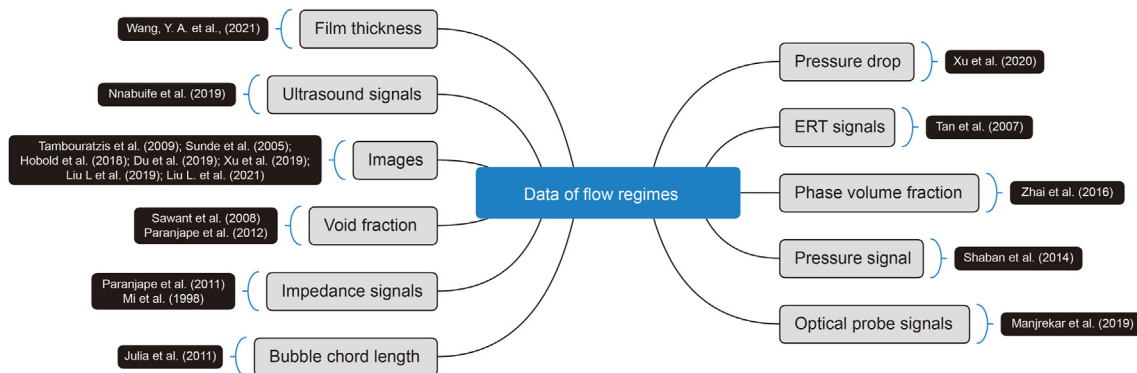 Wang, Y. A. et al., (2021)
Film thickness
Nnabuife et al. (2019)
Ultrasound signals
Tambouratzis et al. (2009); Sunde et al. (2005);
Hobold et al. (2018); Du et al. (2019); Xu et al. (2019);
Liu L et al. (2019); Liu L. et al. (2021)
Images
Sawant et al. (2008)
Paranjape et al. (2012)
Void fraction
Paranjape et al. (2011)
Mi et al. (1998)
Impedance signals
Julia et al. (2011)
Bubble chord length
Data of flow regimes
Pressure drop
Xu et al. (2020)
ERT signals
Tan et al. (2007)
Phase volume fraction
Zhai et al. (2016)
Pressure signal
Shaban et al. (2014)
Optical probe signals
Manjrekar et al. (2019)